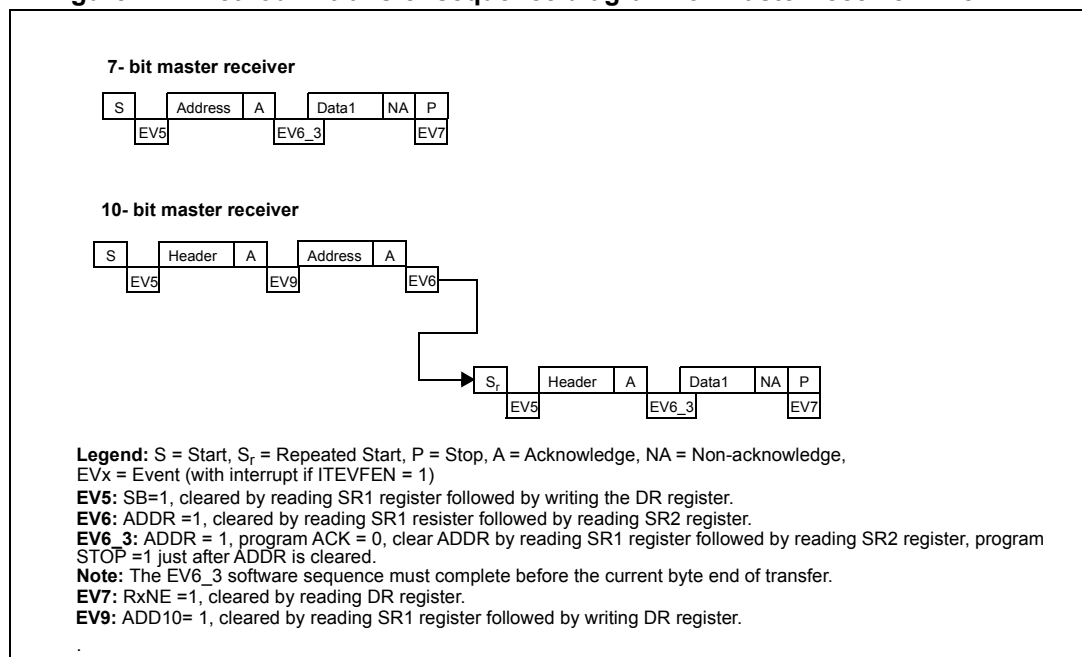 7- bit master receiver
S Address A Data1 NA P
EV5 EV6_3 EV7
10- bit master receiver
S Header A Address A
EV5 EV9 EV6
Sr Header A Data1 NA P
EV5 EV6_3 EV7
Legend: S = Start, Sr = Repeated Start, P = Stop, A = Acknowledge, NA = Non-acknowledge,
EVx = Event (with interrupt if ITEVFEN = 1)
EV5: SB=1, cleared by reading SR1 register followed by writing the DR register.
EV6: ADDR =1, cleared by reading SR1 resister followed by reading SR2 register.
EV6_3: ADDR = 1, program ACK = 0, clear ADDR by reading SR1 register followed by reading SR2 register, program
STOP =1 just after ADDR is cleared.
Note: The EV6_3 software sequence must complete before the current byte end of transfer.
EV7: RxNE =1, cleared by reading DR register.
EV9: ADD10= 1, cleared by reading SR1 register followed by writing DR register.
.